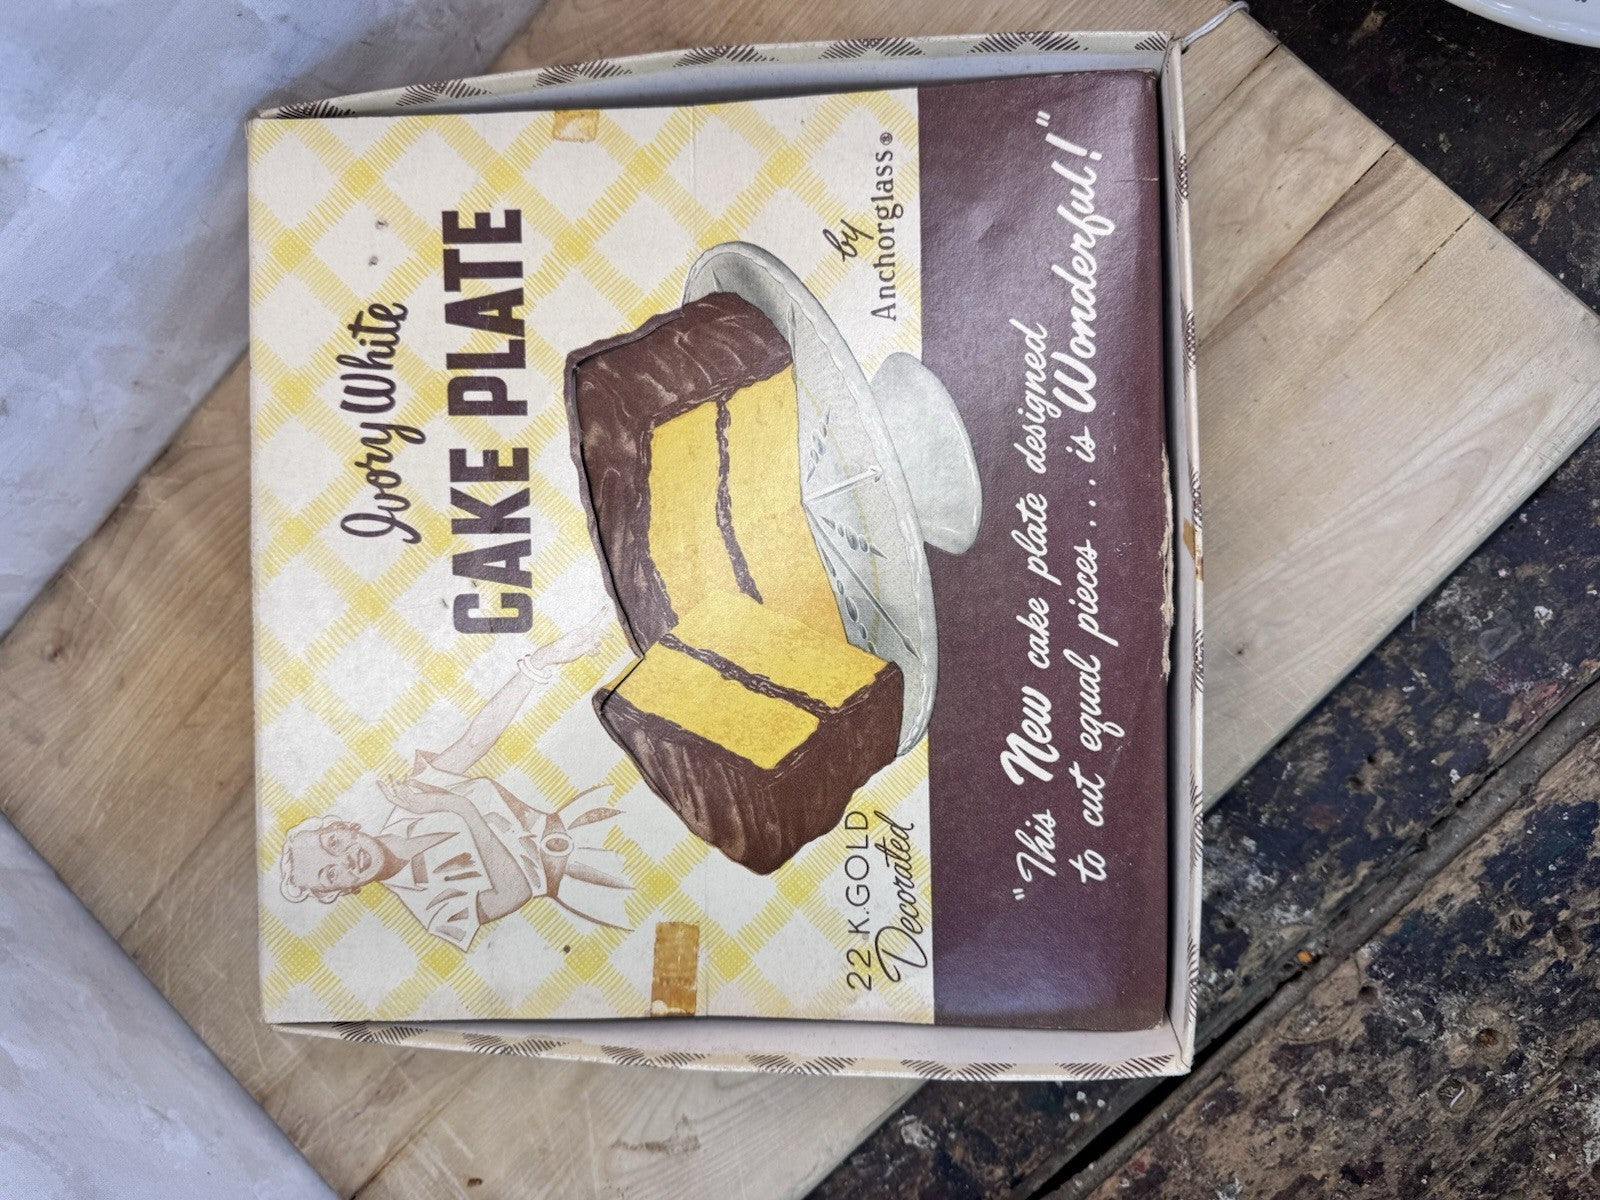 Ivory White
CAKE PLATE
by
Anchorglass®
22 K. GOLD
Decorated
"This New cake plate designed
to cut equal pieces.... is Wonderful!"